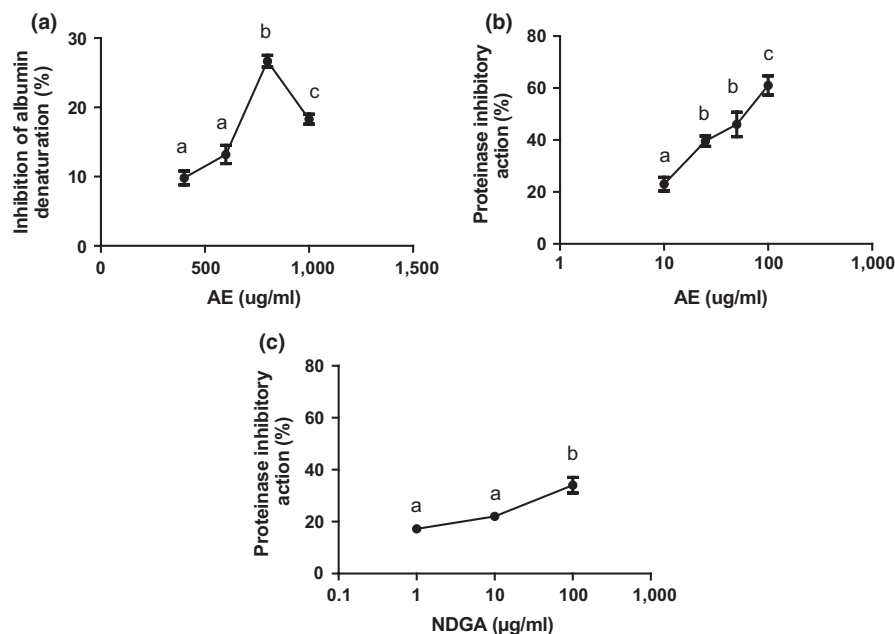 (a)
30
20
10
0
Inhibition of albumin
denaturation (%)
a
a
b
c
0
500
1,000
1,500
AE (ug/ml)
(b)
80
60
40
20
0
Proteinase inhibitory
action (%)
a
b
b
c
1
10
100
1,000
AE (ug/ml)
(c)
80
60
40
20
0
Proteinase inhibitory
action (%)
a
a
b
0.1
1
10
100
1,000
NDGA (µg/ml)